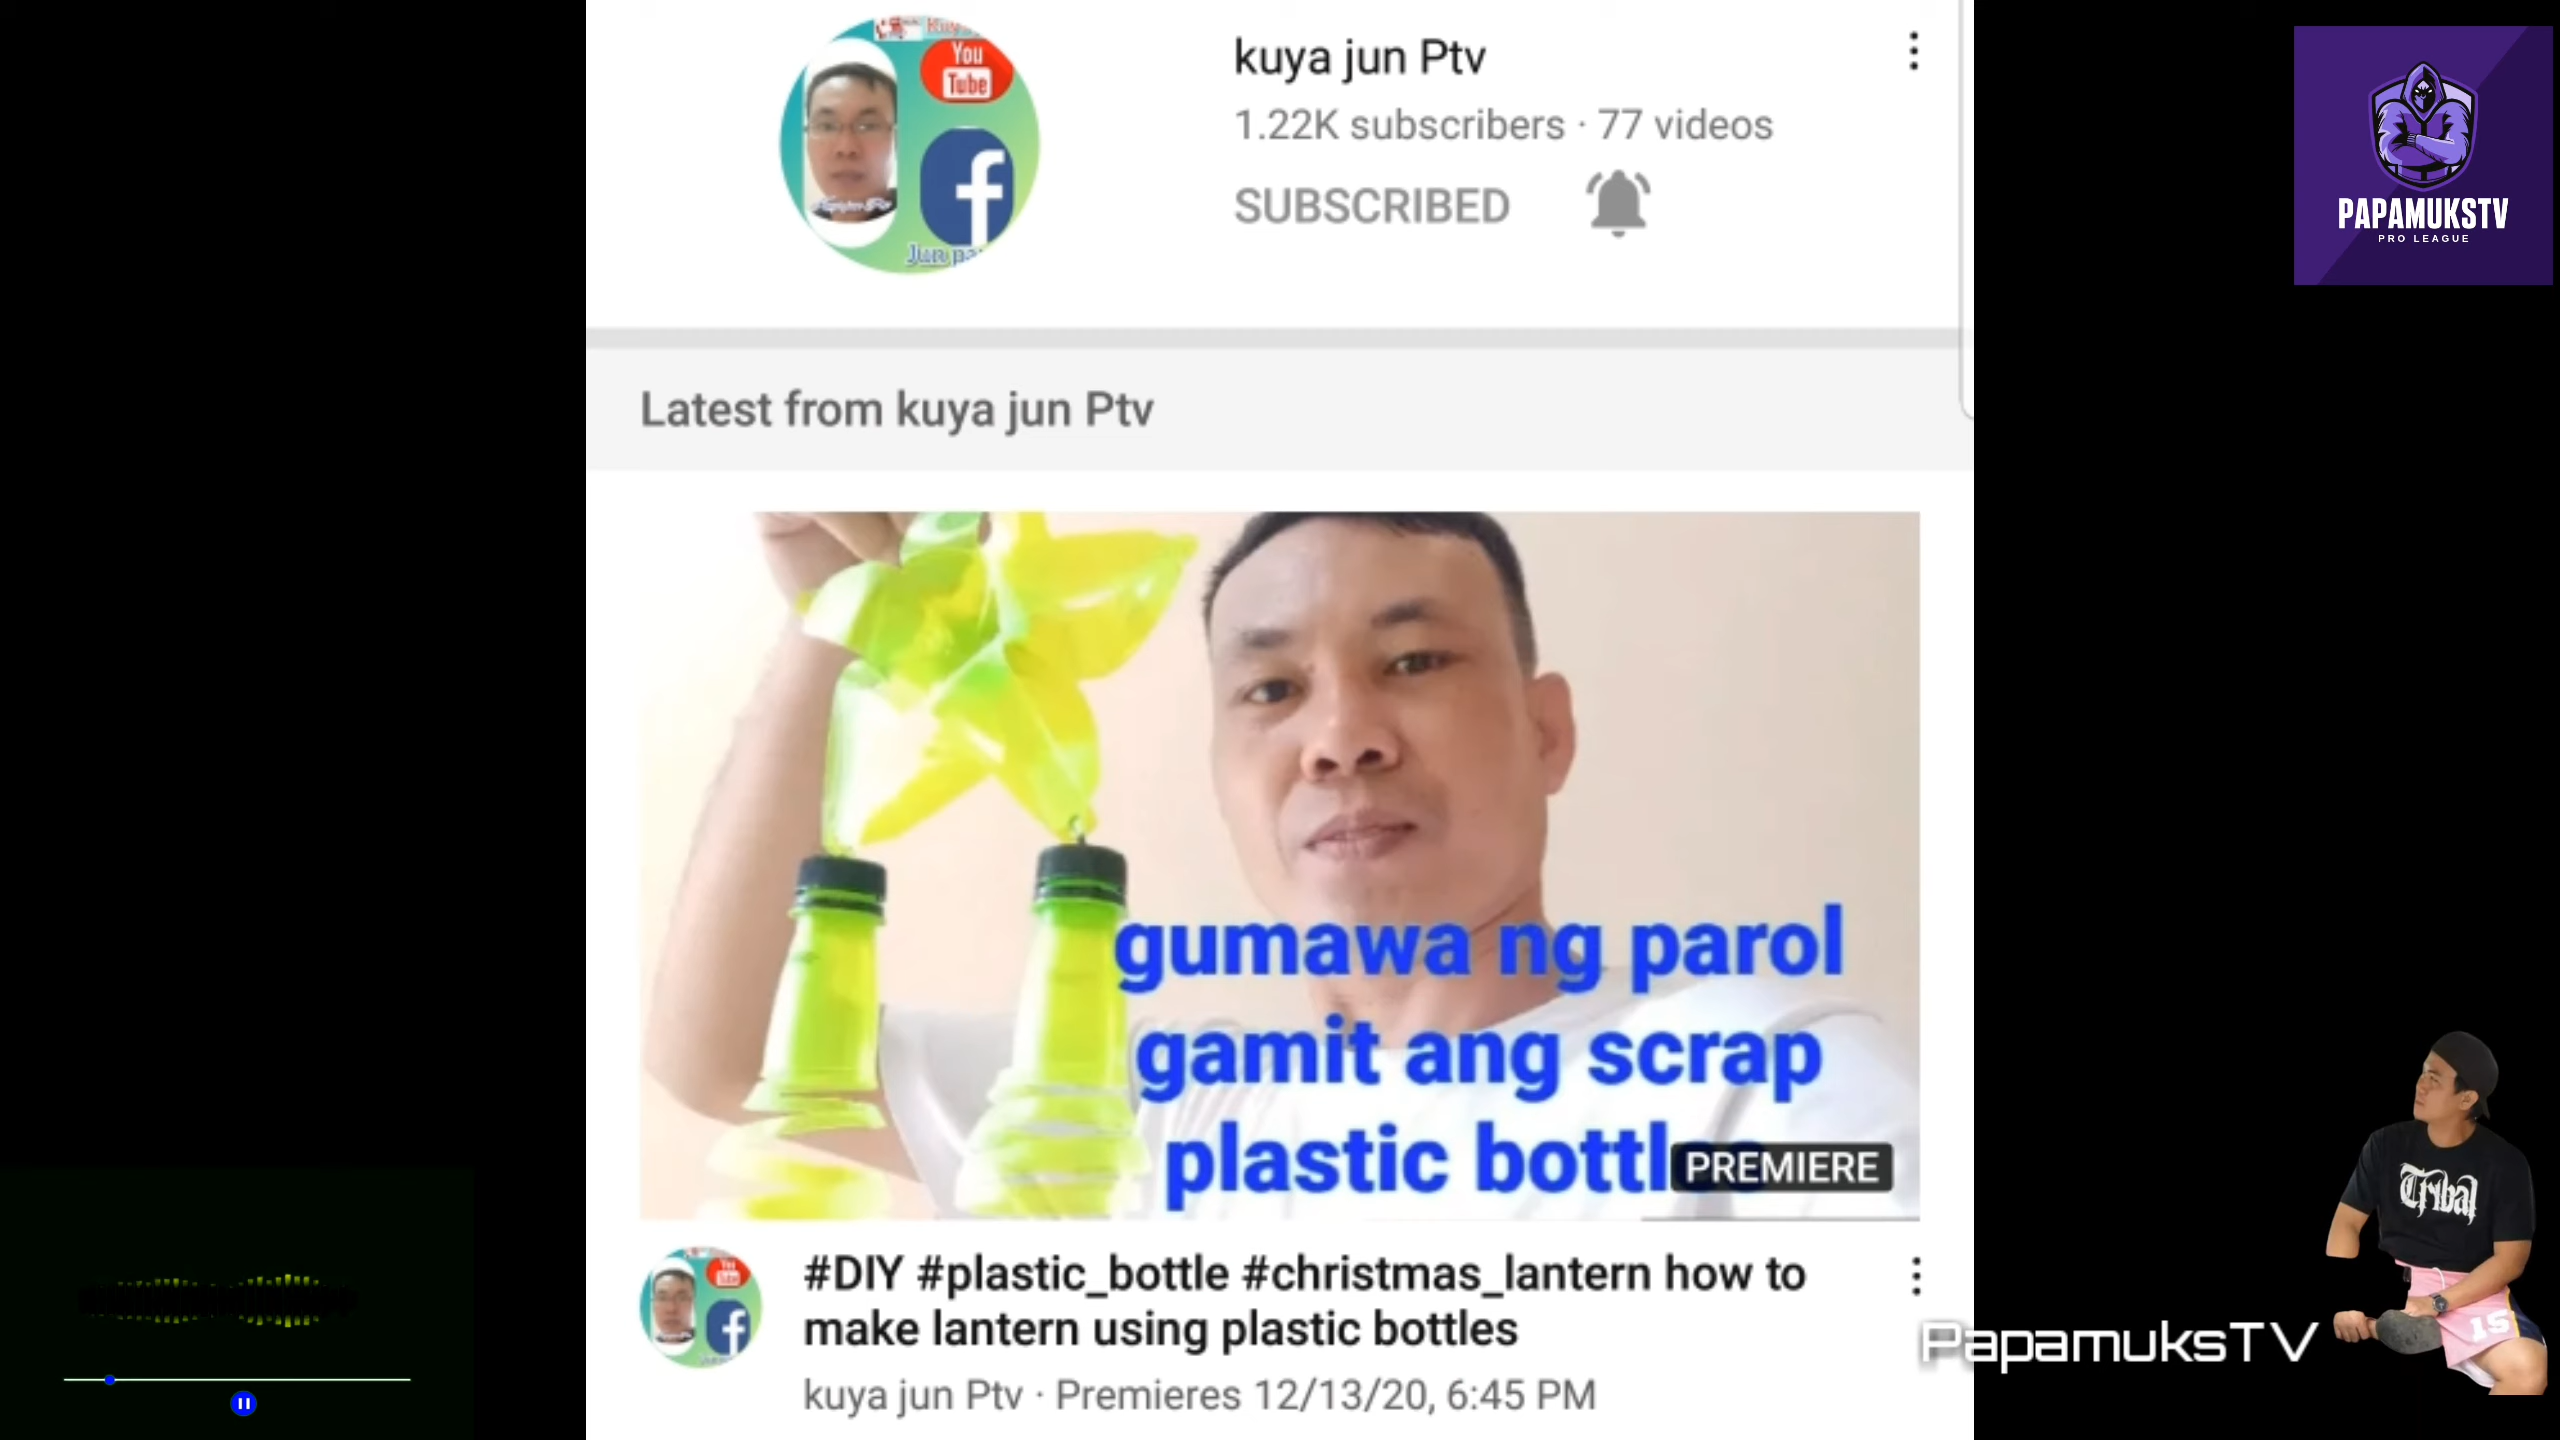 You
Tube
kuya jun Ptv
1.22K subscribers · 77 videos
SUBSCRIBED
PAPAMUKSTV
PRO LEAGUE
Latest from kuya jun Ptv
gumawa ng parol
gamit ang scrap
plastic bottles
PREMIERE
#DIY #plastic_bottle #christmas_lantern how to
make lantern using plastic bottles
kuya jun Ptv · Premieres 12/13/20, 6:45 PM
Tribal
15
PapamuksTV